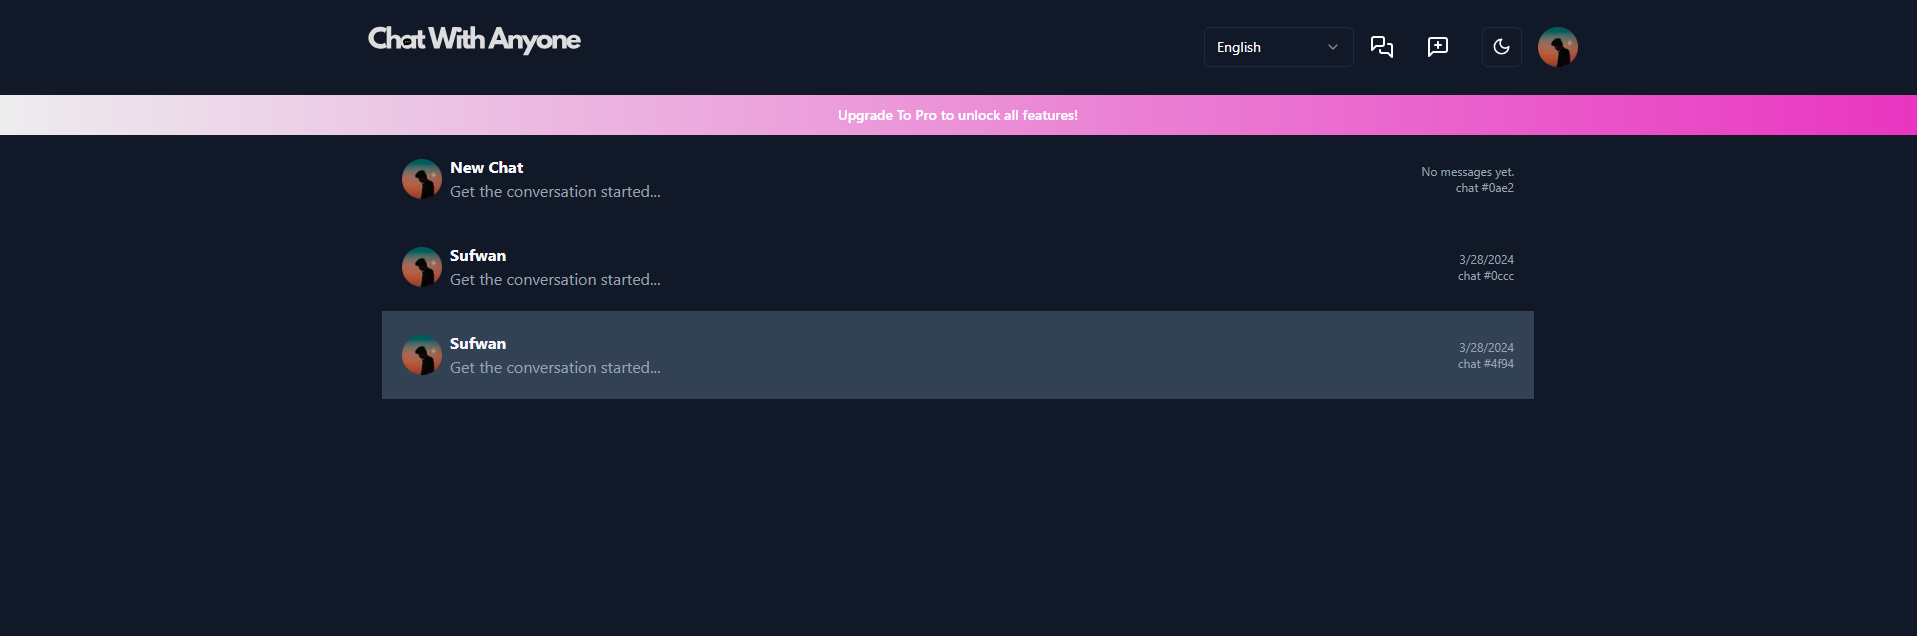 Chat With Anyone
English
Upgrade To Pro to unlock all features!
New Chat
Get the conversation started...
No messages yet.
chat #0ae2
Sufwan
Get the conversation started...
3/28/2024
chat #0ccc
Sufwan
Get the conversation started...
3/28/2024
chat #4f94